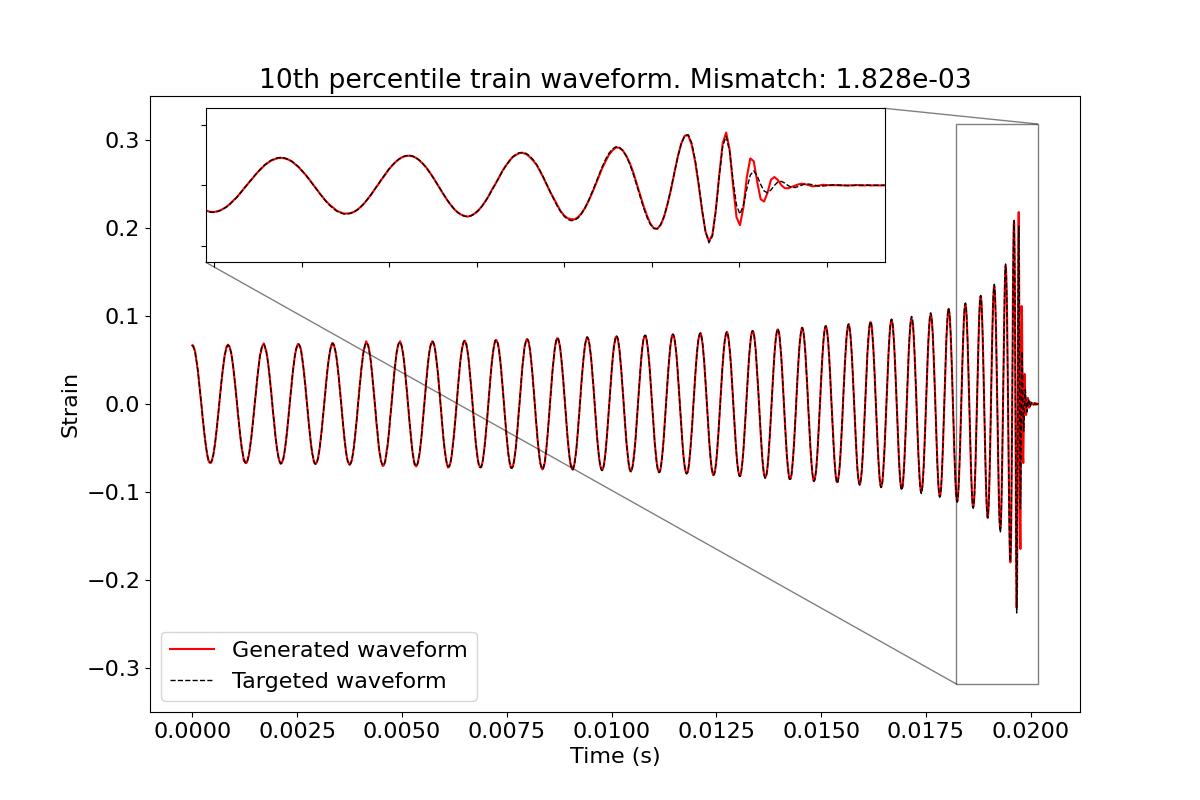 10th percentile train waveform. Mismatch: 1.828e-03
0.3
0.2
0.1
0.0
−0.1
−0.2
−0.3
Strain
Generated waveform
Targeted waveform
0.0000 0.0025 0.0050 0.0075 0.0100 0.0125 0.0150 0.0175 0.0200
Time (s)